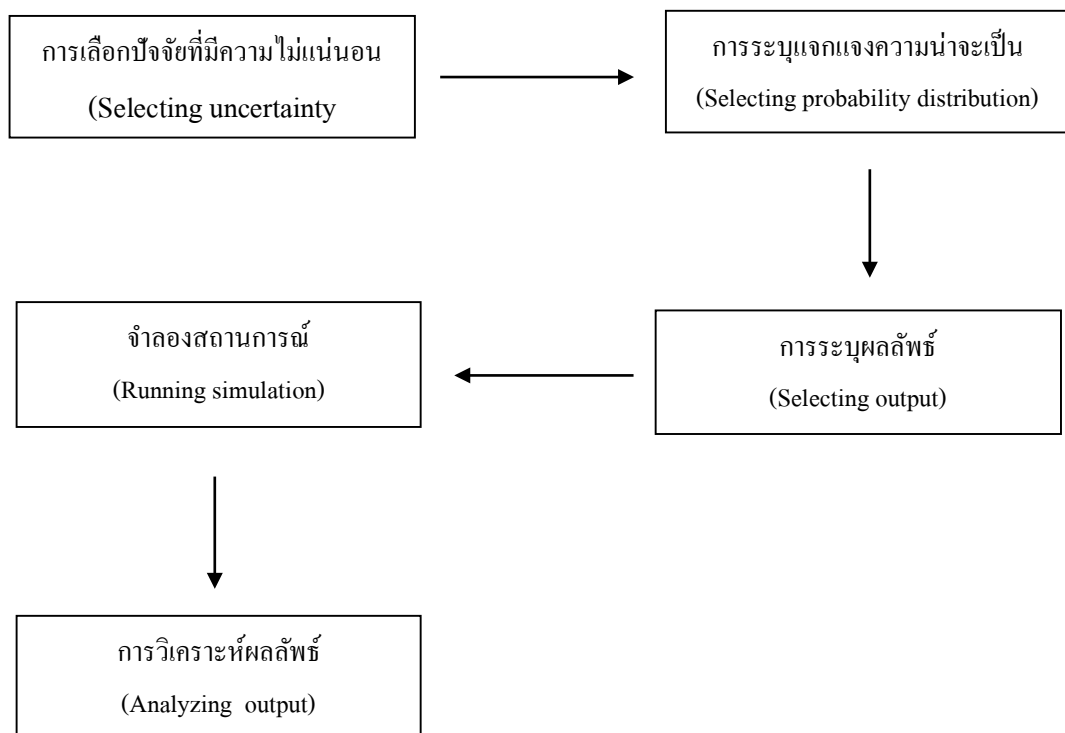 การเลือกปัจจัยที่มีความไม่แน่นอน
(Selecting uncertainty
การระบุแจกแจงความน่าจะเป็น
(Selecting probability distribution)
การระบุผลลัพธ์
(Selecting output)
จำลองสถานการณ์
(Running simulation)
การวิเคราะห์ผลลัพธ์
(Analyzing output)